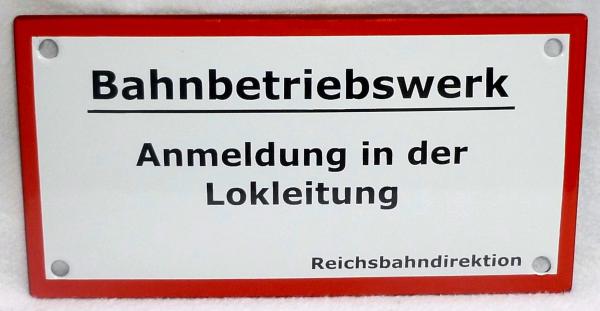 Bahnbetriebswerk
Anmeldung in der
Lokleitung
Reichsbahndirektion